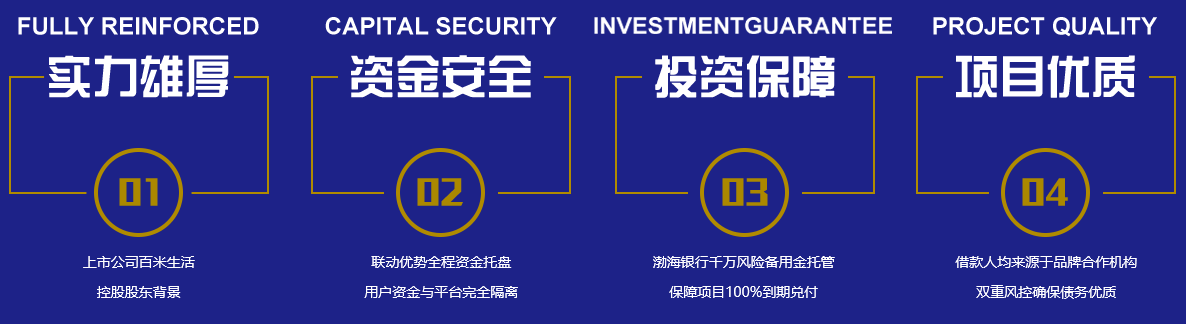 FULLY REINFORCED
实力雄厚
01
上市公司百米生活
控股股东背景
CAPITAL SECURITY
资金安全
02
联动优势全程资金托盘
用户资金与平台完全隔离
INVESTMENTGUARANTEE
投资保障
03
渤海银行千万风险备用金托管
保障项目100%到期兑付
PROJECT QUALITY
项目优质
04
借款人均来源于品牌合作机构
双重风控确保债务优质